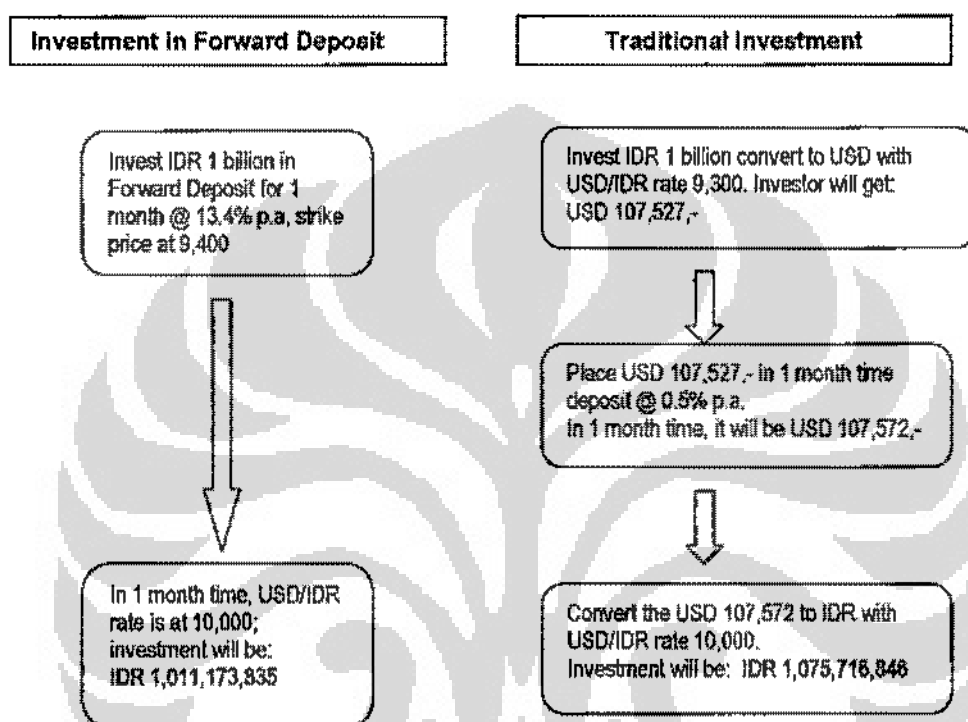 Investment in Forward Deposit
Invest IDR 1 billion in
Forward Deposit for 1
month @ 13.4% p.a, strike
price at 9,400
In 1 month time, USD/IDR
rate is at 10,000;
investment will be:
IDR 1,011,173,835
Traditional Investment
Invest IDR 1 billion convert to USD with
USD/IDR rate 9,300. Investor will get:
USD 107,527,-
Place USD 107,527,- in 1 month time
deposit @ 0.5% p.a.
In 1 month time, it will be USD 107,572,-
Convert the USD 107,572 to IDR with
USD/IDR rate 10,000.
Investment will be: IDR 1,075,716,846